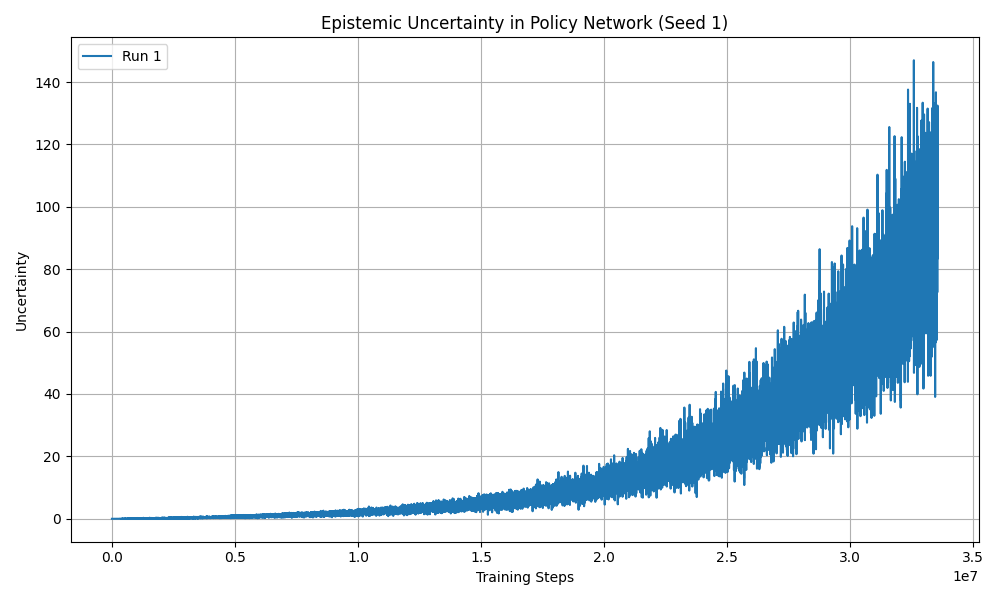 Epistemic Uncertainty in Policy Network (Seed 1)
Run 1
140
120
100
80
60
40
20
0
Uncertainty
0.0 0.5 1.0 1.5 2.0 2.5 3.0 3.5
1e7
Training Steps